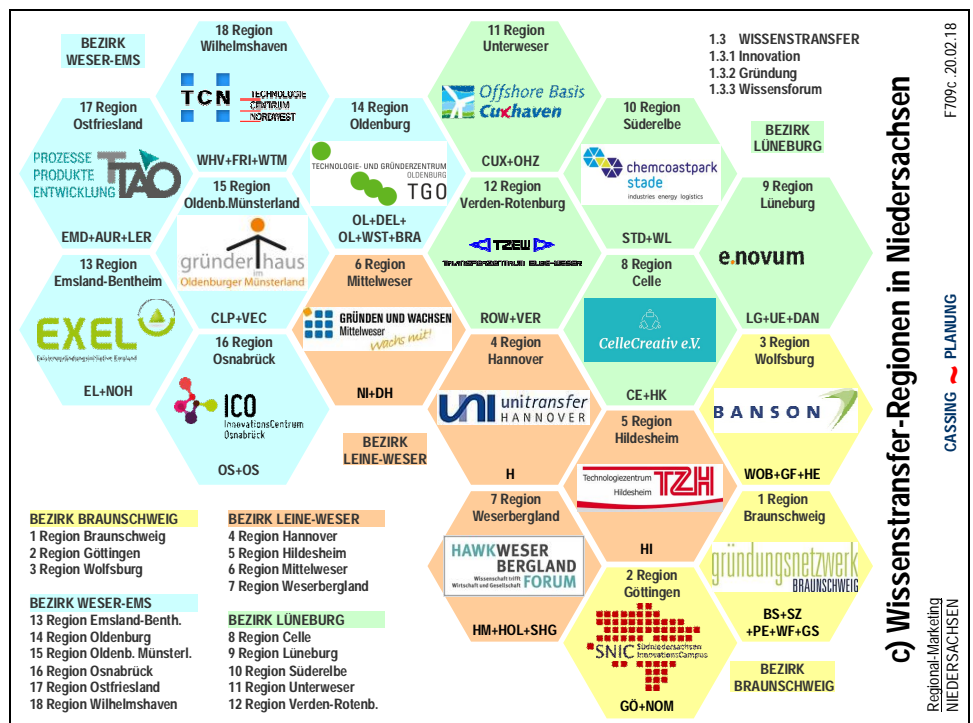 BEZIRK
WESER-EMS
18 Region
Wilhelmshaven
TCN
TECHNOLOGIE
CENTRUM
NORDWEST
WHV+FRI+WTM
11 Region
Unterweser
Offshore Basis
Cuxhaven
CUX+OHZ
1.3 WISSENSTRANSFER
1.3.1 Innovation
1.3.2 Gründung
1.3.3 Wissensforum
17 Region
Ostfriesland
PROZESSE
PRODUKTE
ENTWICKLUNG
TTAO
EMD+AUR+LER
14 Region
Oldenburg
TECHNOLOGIE- UND GRÜNDERZENTRUM
OLDENBURG
TGO
OL+DEL+
OL+WST+BRA
10 Region
Süderelbe
chemcoastpark
stade
industries energy logistics
STD+WL
BEZIRK
LÜNEBURG
15 Region
Oldenb.Münsterland
gründerhaus
im
Oldenburger Münsterland
CLP+VEC
12 Region
Verden-Rotenburg
TZEW
TRANSFERZENTRUM ELBE-WESER
ROW+VER
9 Region
Lüneburg
e.novum
LG+UE+DAN
13 Region
Emsland-Bentheim
EXEL
Existenzgründungsinitiative Emsland
EL+NOH
6 Region
Mittelweser
GRÜNDEN UND WACHSEN
Mittelweser
wachs mit!
NI+DH
8 Region
Celle
CelleCreativ e.V.
CE+HK
16 Region
Osnabrück
ICO
InnovationsCentrum
Osnabrück
OS+OS
4 Region
Hannover
UNI unitransfer
HANNOVER
H
3 Region
Wolfsburg
BANSON
WOB+GF+HE
BEZIRK
LEINE-WESER
5 Region
Hildesheim
Technologiezentrum
Hildesheim
TZH
HI
7 Region
Weserbergland
HAWK WESER
BERGLAND
FORUM
Wissenschaft trifft
Wirtschaft und Gesellschaft
HM+HOL+SHG
1 Region
Braunschweig
gründungsnetzwerk
BRAUNSCHWEIG
BS+SZ
+PE+WF+GS
2 Region
Göttingen
SNIC
Südniedersachsen
InnovationsCampus
GÖ+NOM
BEZIRK
BRAUNSCHWEIG
BEZIRK BRAUNSCHWEIG
1 Region Braunschweig
2 Region Göttingen
3 Region Wolfsburg
BEZIRK LEINE-WESER
4 Region Hannover
5 Region Hildesheim
6 Region Mittelweser
7 Region Weserbergland
BEZIRK WESER-EMS
13 Region Emsland-Benth.
14 Region Oldenburg
15 Region Oldenb. Münsterl.
16 Region Osnabrück
17 Region Ostfriesland
18 Region Wilhelmshaven
BEZIRK LÜNEBURG
8 Region Celle
9 Region Lüneburg
10 Region Süderelbe
11 Region Unterweser
12 Region Verden-Rotenb.
c) Wissenstransfer-Regionen in Niedersachsen
Regional-Marketing
NIEDERSACHSEN
CASSING ~ PLANUNG
F709c .20.02.18